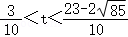 3/10 < t < (23-2√85)/10